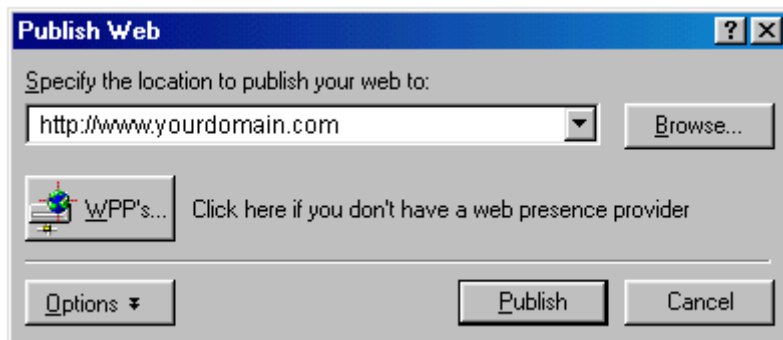 Publish Web
Specify the location to publish your web to:
http://www.yourdomain.com
Browse...
WPP's...
Click here if you don't have a web presence provider
Options
Publish
Cancel